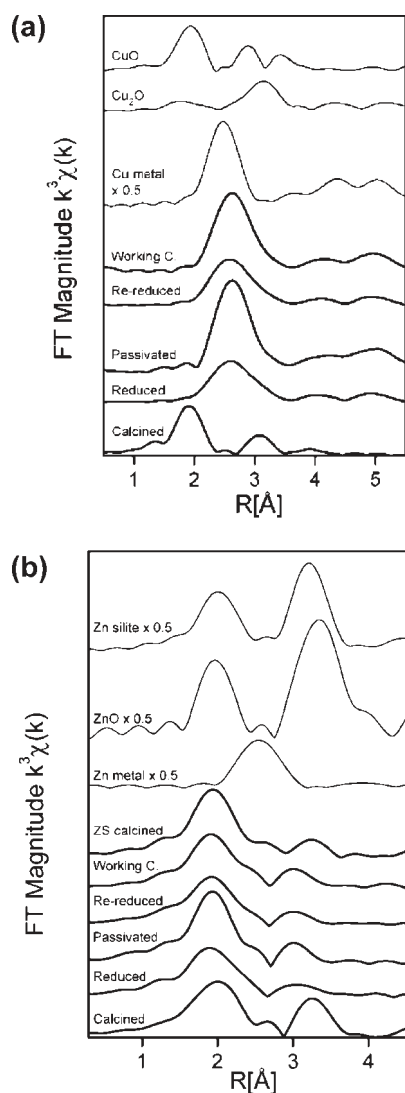 (a)
CuO
Cu2O
Cu metal
x 0.5
Working C.
Re-reduced
Passivated
Reduced
Calcined
FT Magnitude k³χ(k)
1 2 3 4 5
R[Å]
(b)
Zn silite x 0.5
ZnO x 0.5
Zn metal x 0.5
ZS calcined
Working C.
Re-reduced
Passivated
Reduced
Calcined
FT Magnitude k³χ(k)
1 2 3 4
R[Å]